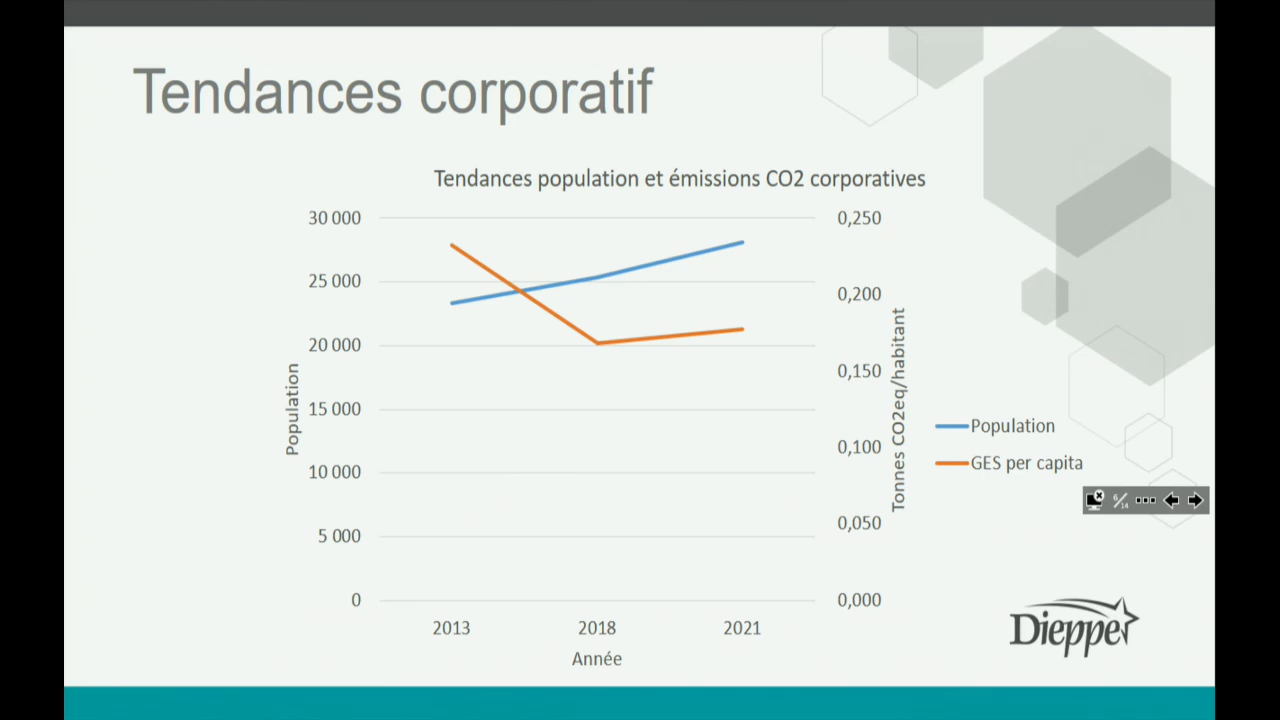 Tendances corporatif
Tendances population et émissions CO2 corporatives
30 000
25 000
20 000
15 000
10 000
5 000
0
Population
0,250
0,200
0,150
0,100
0,050
0,000
Tonnes CO2eq/habitant
2013 2018 2021
Année
Population
GES per capita
6/14
Dieppe